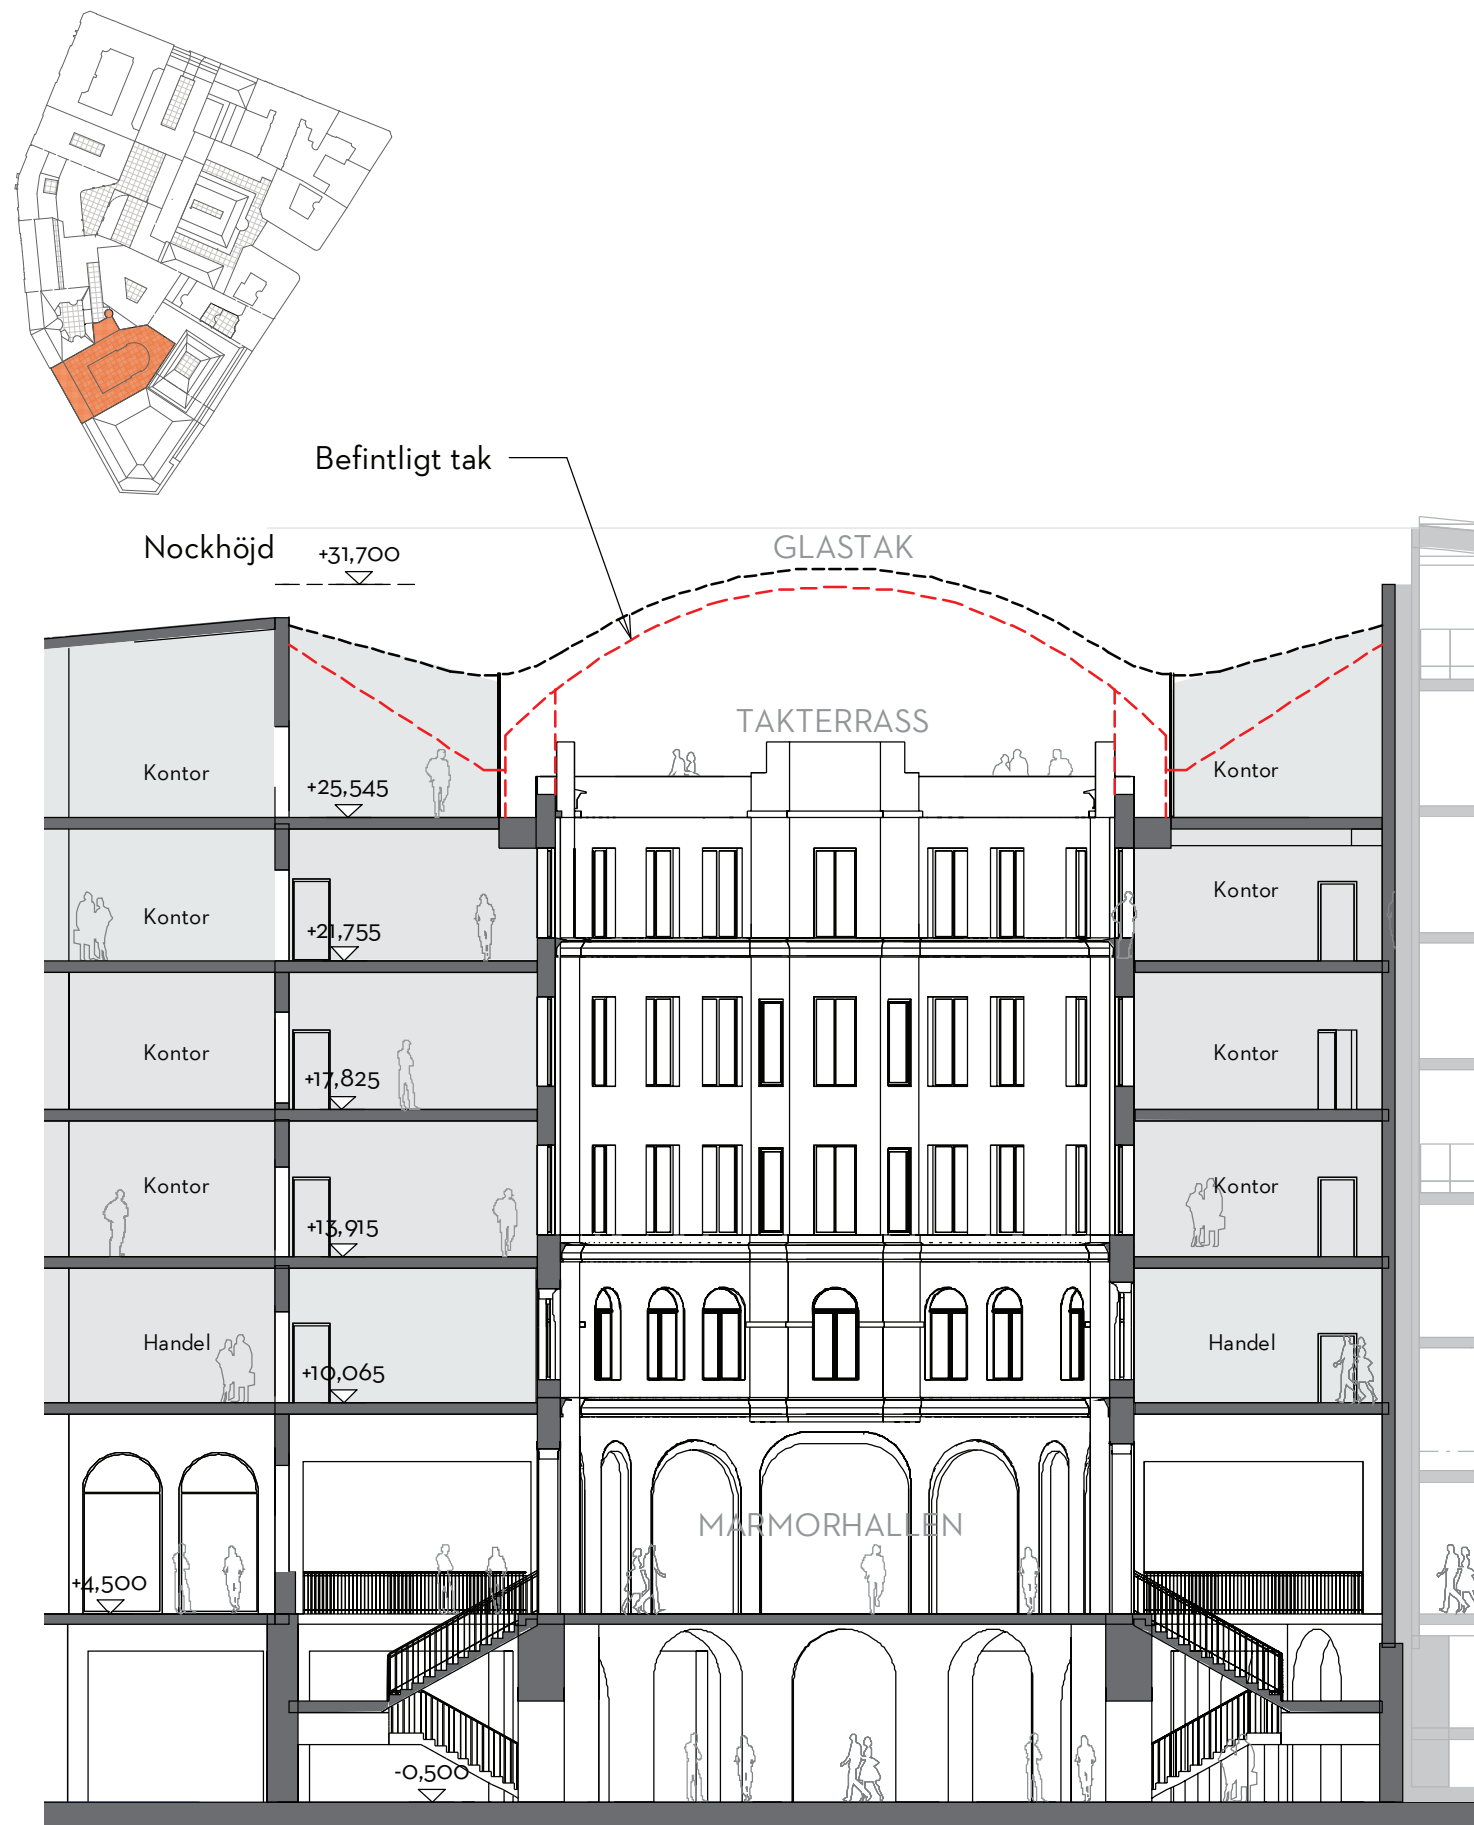 Befintligt tak
Nockhöjd
+31,700
GLASTAK
TAKTERRASS
Kontor
+25,545
Kontor
Kontor
+21,755
Kontor
Kontor
+17,825
Kontor
Kontor
+13,915
Kontor
Handel
+10,065
Handel
MARMORHALLEN
+4,500
-0,500